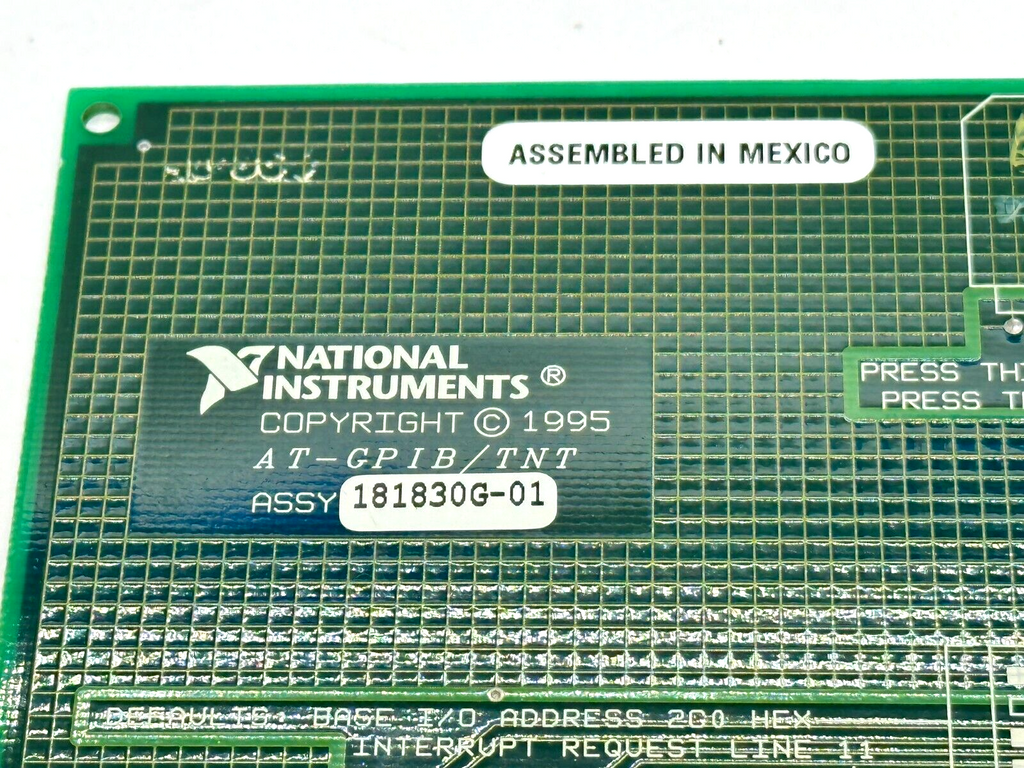 ASSEMBLED IN MEXICO
NATIONAL
INSTRUMENTS ®
COPYRIGHT © 1995
AT-GPIB/TNT
ASSY 181830G-01
PRESS
PRESS
DEFAULTS: BASE I/O ADDRESS 2C0 HEX
INTERRUPT REQUEST LINE 11